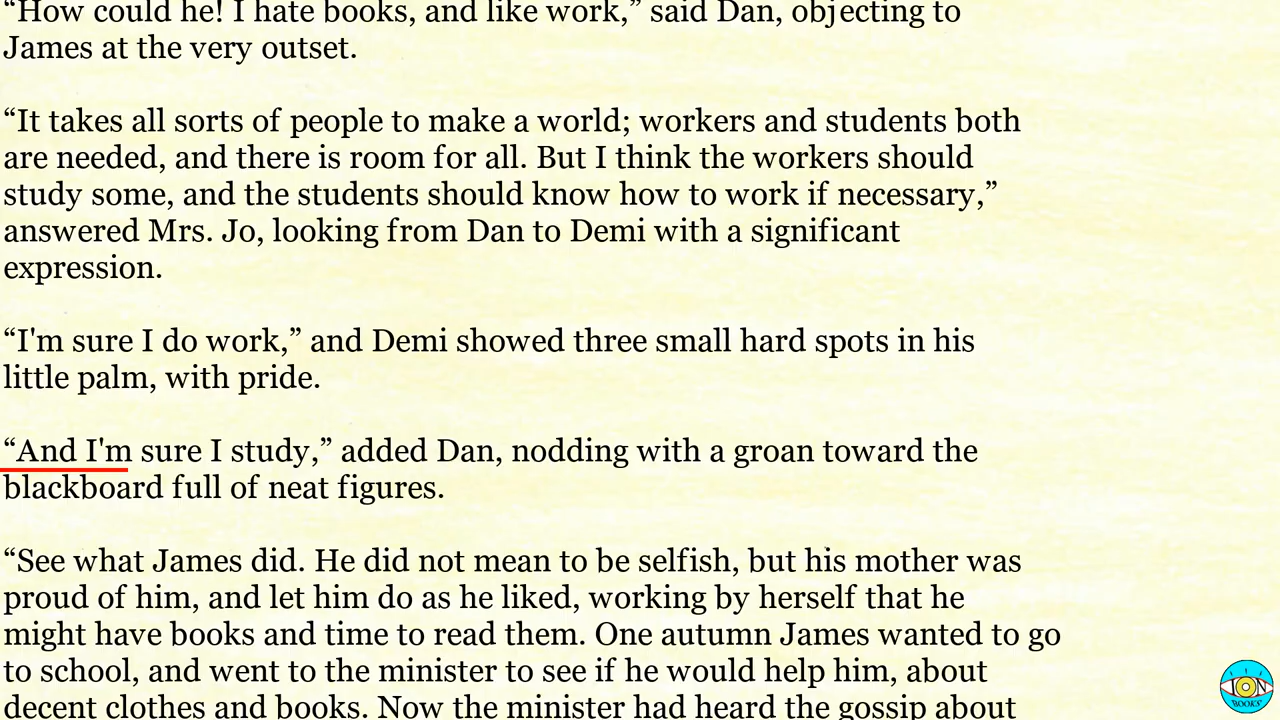 “How could he! I hate books, and like work,” said Dan, objecting to
James at the very outset.
“It takes all sorts of people to make a world; workers and students both
are needed, and there is room for all. But I think the workers should
study some, and the students should know how to work if necessary,”
answered Mrs. Jo, looking from Dan to Demi with a significant
expression.
“I'm sure I do work,” and Demi showed three small hard spots in his
little palm, with pride.
“And I'm sure I study,” added Dan, nodding with a groan toward the
blackboard full of neat figures.
“See what James did. He did not mean to be selfish, but his mother was
proud of him, and let him do as he liked, working by herself that he
might have books and time to read them. One autumn James wanted to go
to school, and went to the minister to see if he would help him, about
decent clothes and books. Now the minister had heard the gossip about
ION
BOOKS